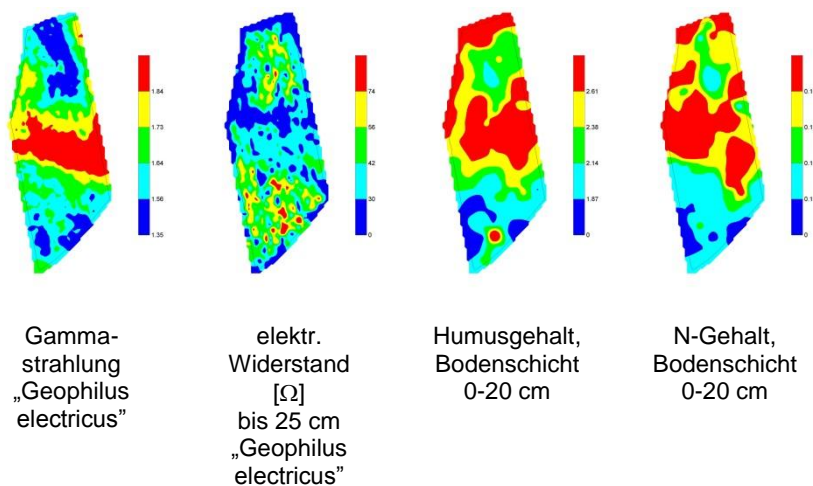 1.84
1.73
1.64
1.56
1.35
74
56
42
30
0
2.61
2.38
2.14
1.87
0
0.1
0.1
0.1
0.1
0
Gamma-
strahlung
„Geophilus
electricus”
elektr.
Widerstand
[Ω]
bis 25 cm
„Geophilus
electricus”
Humusgehalt,
Bodenschicht
0-20 cm
N-Gehalt,
Bodenschicht
0-20 cm